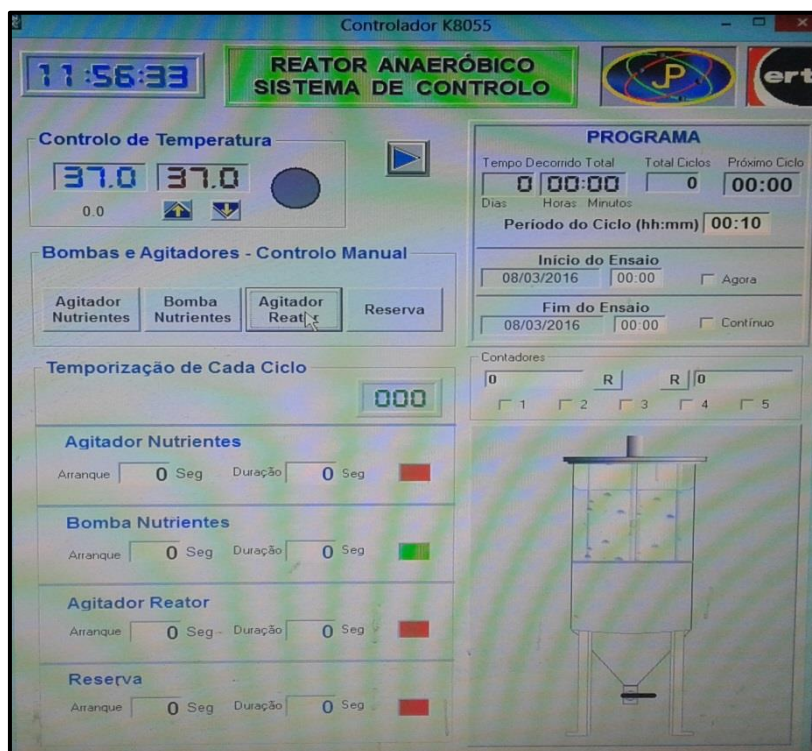 Controlador K8055
11:56:33
REATOR ANAERÓBICO
SISTEMA DE CONTROLO
JP
ert
Controlo de Temperatura
37.0 37.0
0.0
Bombas e Agitadores - Controlo Manual
Agitador
Nutrientes
Bomba
Nutrientes
Agitador
Reator
Reserva
Temporização de Cada Ciclo
000
Agitador Nutrientes
Arranque 0 Seg Duração 0 Seg
Bomba Nutrientes
Arranque 0 Seg Duração 0 Seg
Agitador Reator
Arranque 0 Seg Duração 0 Seg
Reserva
Arranque 0 Seg Duração 0 Seg
PROGRAMA
Tempo Decorrido Total Total Ciclos Próximo Ciclo
0 00:00 0 00:00
Dias Horas Minutos
Período do Ciclo (hh:mm) 00:10
Início do Ensaio
08/03/2016 00:00 Agora
Fim do Ensaio
08/03/2016 00:00 Contínuo
Contadores
0 R R 0
1 2 3 4 5